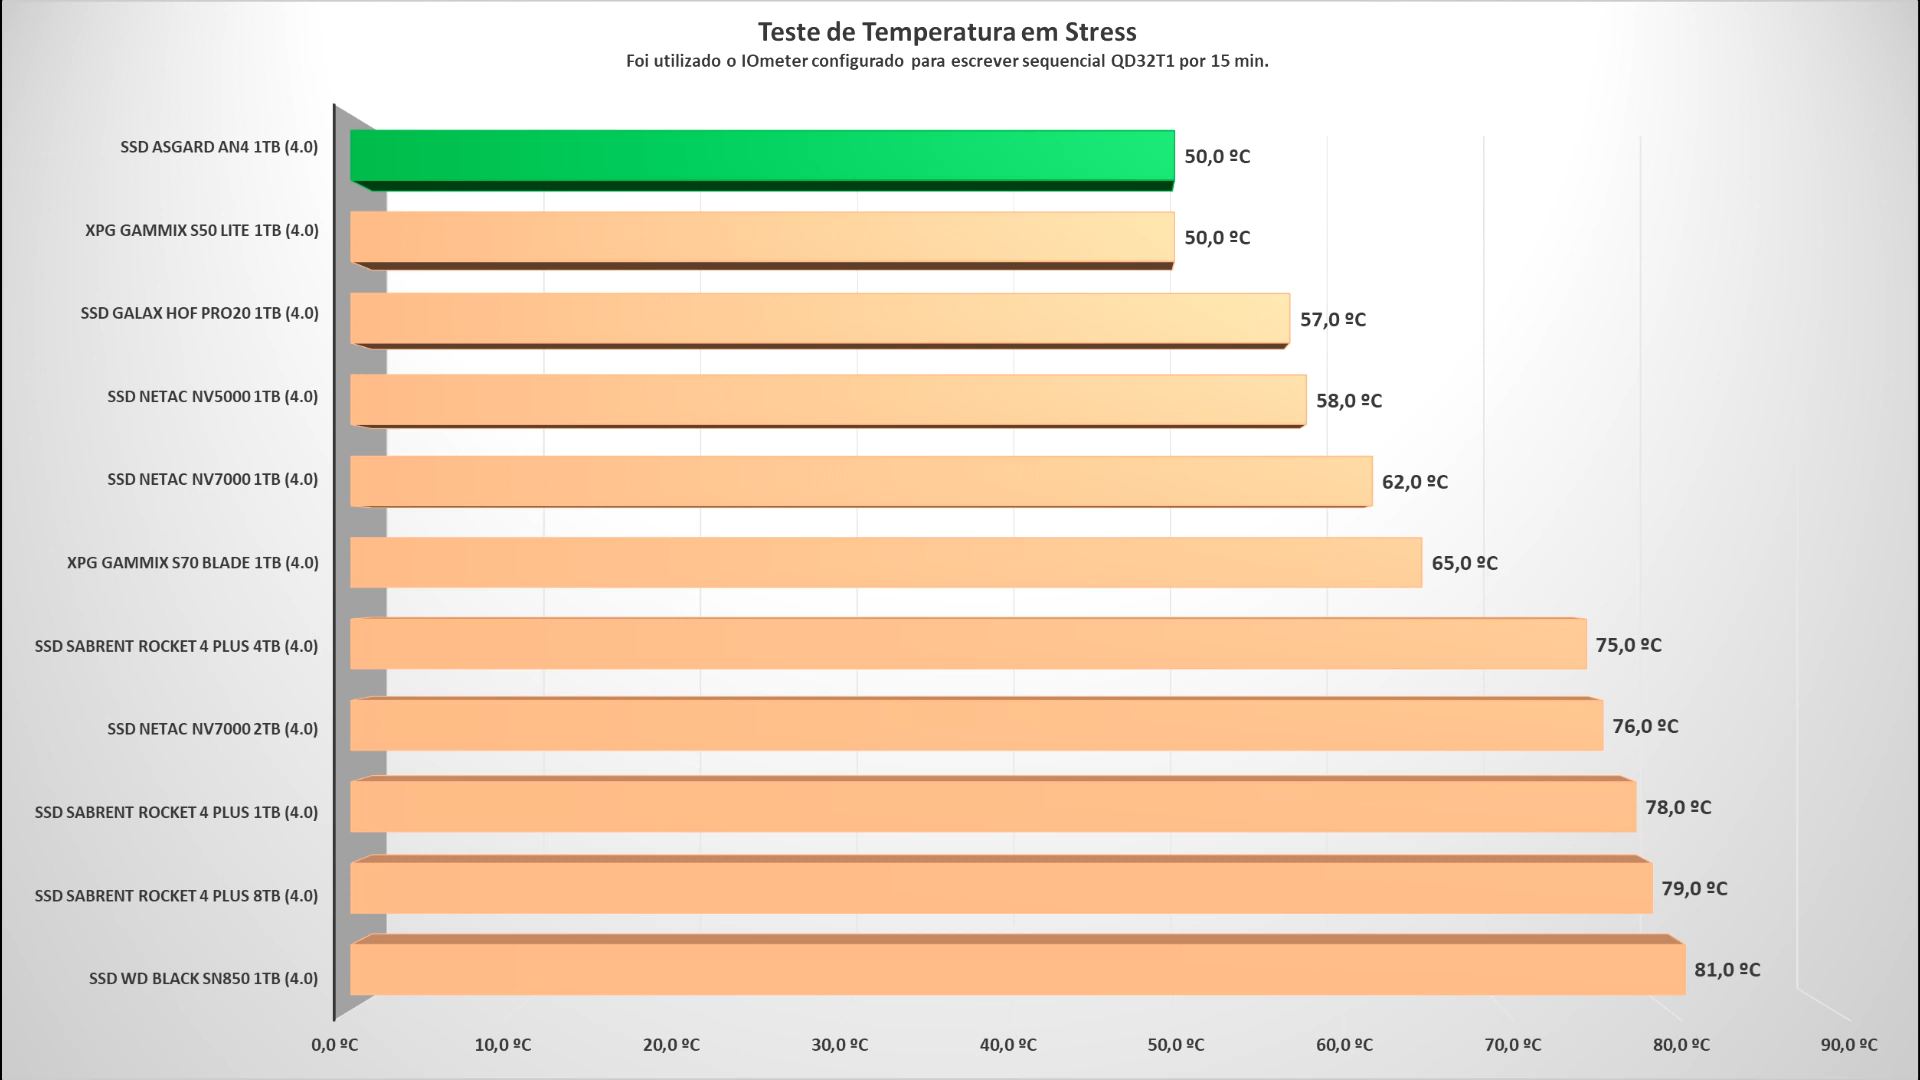 Teste de Temperatura em Stress
Foi utilizado o IOmeter configurado para escrever sequencial QD32T1 por 15 min.
SSD ASGARD AN4 1TB (4.0)
50,0 ºC
XPG GAMMIX S50 LITE 1TB (4.0)
50,0 ºC
SSD GALAX HOF PRO20 1TB (4.0)
57,0 ºC
SSD NETAC NV5000 1TB (4.0)
58,0 ºC
SSD NETAC NV7000 1TB (4.0)
62,0 ºC
XPG GAMMIX S70 BLADE 1TB (4.0)
65,0 ºC
SSD SABRENT ROCKET 4 PLUS 4TB (4.0)
75,0 ºC
SSD NETAC NV7000 2TB (4.0)
76,0 ºC
SSD SABRENT ROCKET 4 PLUS 1TB (4.0)
78,0 ºC
SSD SABRENT ROCKET 4 PLUS 8TB (4.0)
79,0 ºC
SSD WD BLACK SN850 1TB (4.0)
81,0 ºC
0,0 ºC 10,0 ºC 20,0 ºC 30,0 ºC 40,0 ºC 50,0 ºC 60,0 ºC 70,0 ºC 80,0 ºC 90,0 ºC